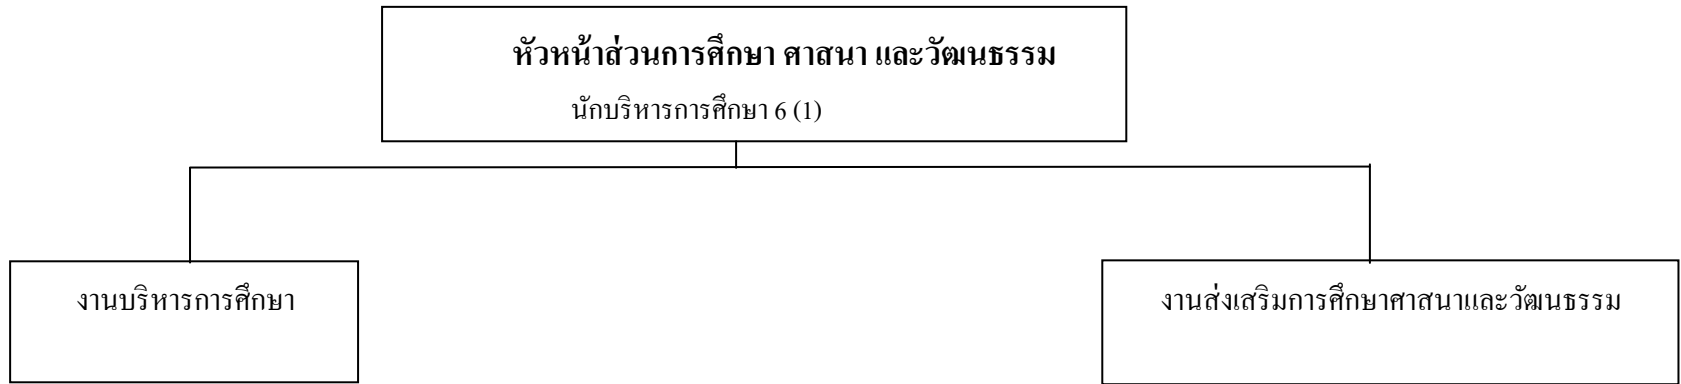 หัวหน้าส่วนการศึกษา ศาสนา และวัฒนธรรม
นักบริหารการศึกษา 6 (1)
งานบริหารการศึกษา
งานส่งเสริมการศึกษาศาสนาและวัฒนธรรม